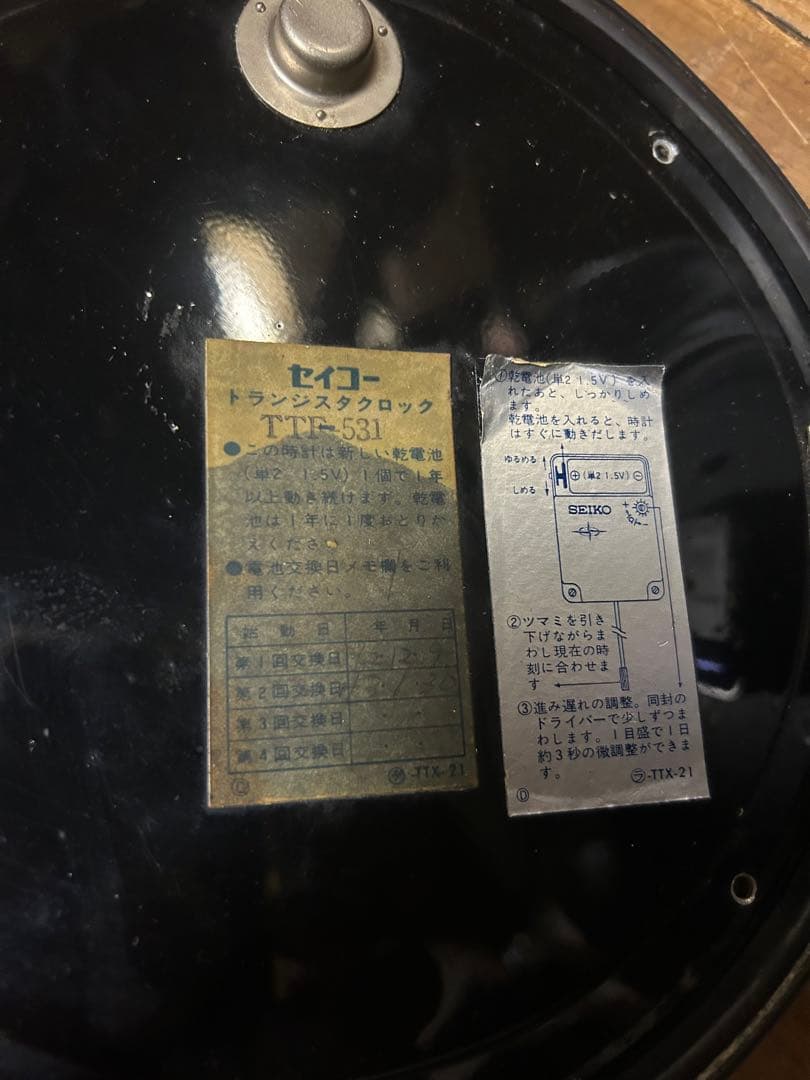 セイコー
トランジスタクロック
TTF-531
●この時計は新しい乾電池
(単2 1.5V)1個で1年
以上動き続けます。乾電
池は1年に1度おとりか
えください
●電池交換日メモ欄をご利
用ください。
始動日 年 月 日
第1回交換日
第2回交換日
第3回交換日
第4回交換日
-TTX-21
Ⓓ
①乾電池(単2 1.5V)を入
れたあと、しっかりしめ
ます。
乾電池を入れると、時計
はすぐに動きだします。
ゆるめる
⊕(単2 1.5V)⊖
しめる
SEIKO
+
-
②ツマミを引き
下げながらま
わし現在の時
刻に合わせま
す
③進み遅れの調整。同封の
ドライバーで少しずつま
わします。1目盛で1日
約3秒の微調整ができま
す。
㋶-TTX-21
Ⓓ